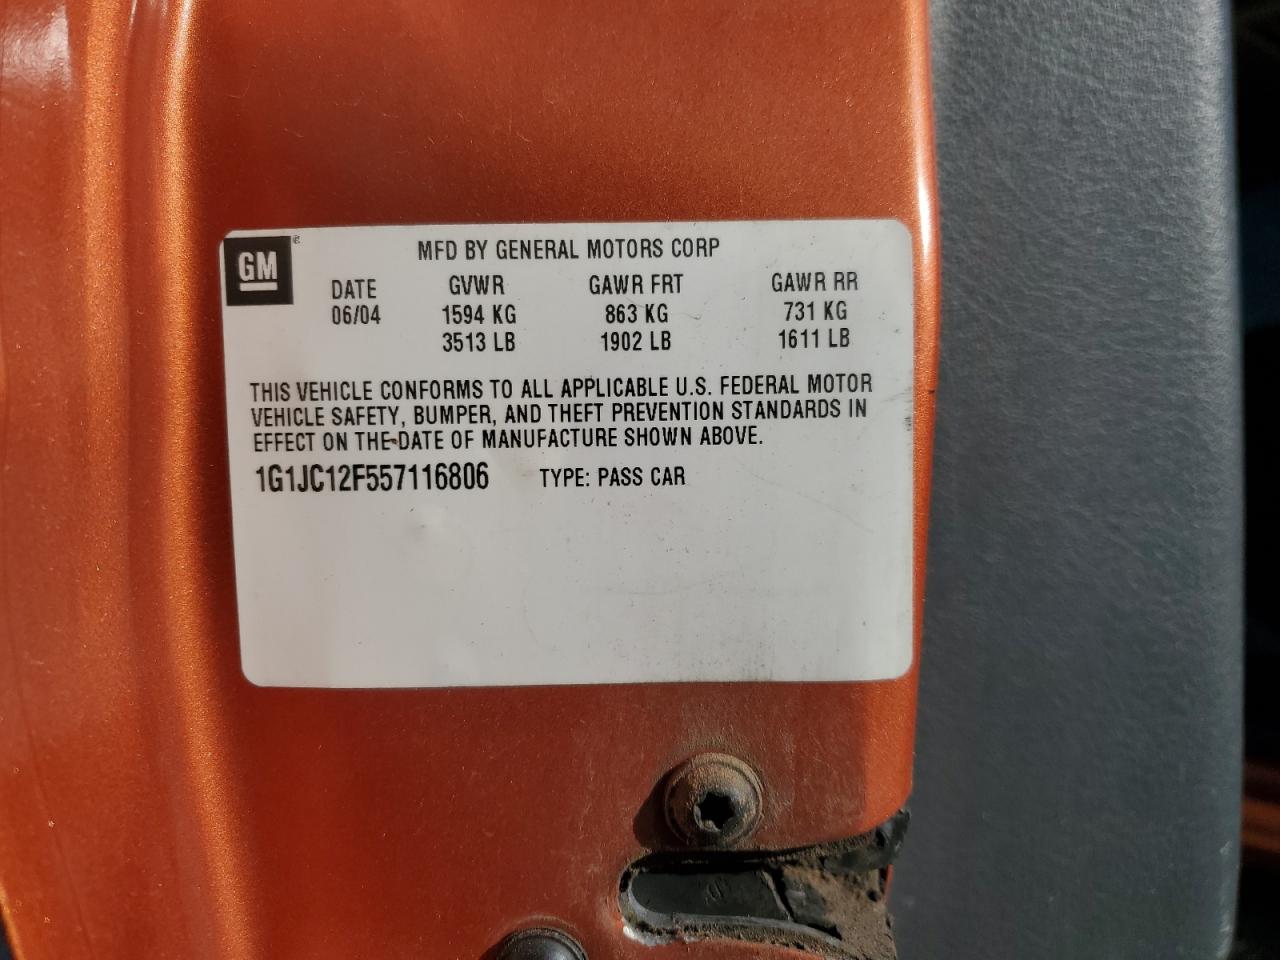 GM®
MFD BY GENERAL MOTORS CORP
DATE GVWR GAWR FRT GAWR RR
06/04 1594 KG 863 KG 731 KG
3513 LB 1902 LB 1611 LB
THIS VEHICLE CONFORMS TO ALL APPLICABLE U.S. FEDERAL MOTOR
VEHICLE SAFETY, BUMPER, AND THEFT PREVENTION STANDARDS IN
EFFECT ON THE DATE OF MANUFACTURE SHOWN ABOVE.
1G1JC12F557116806 TYPE: PASS CAR